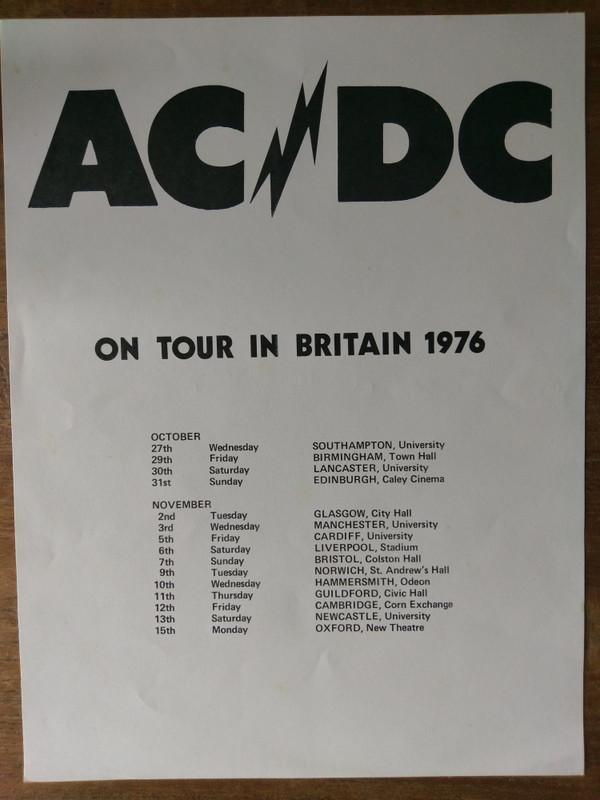 AC/DC
ON TOUR IN BRITAIN 1976
OCTOBER
27th Wednesday SOUTHAMPTON, University
29th Friday BIRMINGHAM, Town Hall
30th Saturday LANCASTER, University
31st Sunday EDINBURGH, Caley Cinema
NOVEMBER
2nd Tuesday GLASGOW, City Hall
3rd Wednesday MANCHESTER, University
5th Friday CARDIFF, University
6th Saturday LIVERPOOL, Stadium
7th Sunday BRISTOL, Colston Hall
9th Tuesday NORWICH, St. Andrew's Hall
10th Wednesday HAMMERSMITH, Odeon
11th Thursday GUILDFORD, Civic Hall
12th Friday CAMBRIDGE, Corn Exchange
13th Saturday NEWCASTLE, University
15th Monday OXFORD, New Theatre